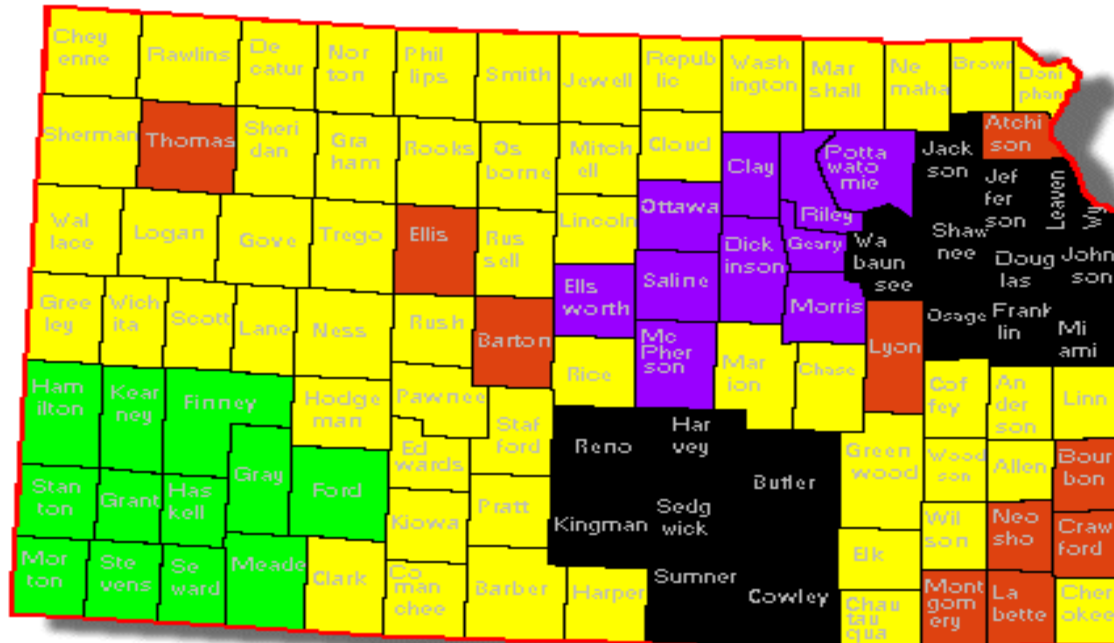 Chey
enne
Rawlins
De
catur
Nor
ton
Phil
lips
Smith
Jewell
Repub
lic
Wash
ington
Mar
shall
Ne
maha
Brown
Doni
phan
Sherman
Thomas
Sheri
dan
Gra
ham
Rooks
Os
borne
Mitch
ell
Cloud
Clay
Potta
wato
mie
Jack
son
Atchi
son
Jef
fer
son
Leaven
Wy
Wal
lace
Logan
Gove
Trego
Ellis
Rus
sell
Lincoln
Ottawa
Dick
inson
Riley
Geary
Wa
baun
see
Shaw
nee
Doug
las
John
son
Gree
ley
Wich
ita
Scott
Lane
Ness
Rush
Barton
Ells
worth
Saline
Morris
Lyon
Osage
Frank
lin
Mi
ami
Ham
ilton
Kear
ney
Finney
Hodge
man
Pawnee
Rice
Mc
Pher
son
Mar
ion
Chase
Cof
fey
An
der
son
Linn
Staf
ford
Ed
wards
Reno
Har
vey
Butler
Green
wood
Wood
son
Allen
Bour
bon
Stan
ton
Grant
Has
kell
Gray
Ford
Kiowa
Pratt
Kingman
Sedg
wick
Wil
son
Neo
sho
Craw
ford
Mor
ton
Ste
vens
Se
ward
Meade
Clark
Co
man
chee
Barber
Harper
Sumner
Cowley
Elk
Chau
tau
qua
Mont
gom
ery
La
bette
Cher
okee